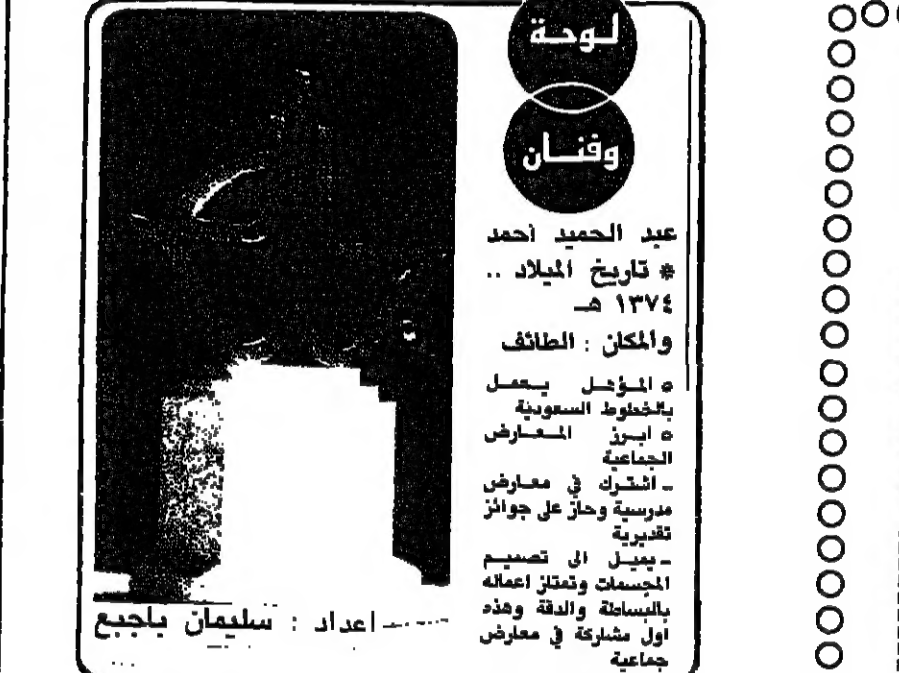 لوحة
وفنان
عبد الحميد احمد
* تاريخ الميلاد ..
١٣٧٤ هـ
والمكان : الطائف
o المؤهل يعمل
بالخطوط السعودية
o ابرز المعارض
الجماعية
ـ اشترك في معارض
مدرسية وحاز على جوائز
تقديرية
ـ يميل الى تصميم
المجسمات وتمتاز اعماله
بالبساطة والدقة وهذه
اول مشاركة في معارض
جماعية
اعداد : سليمان باجبع